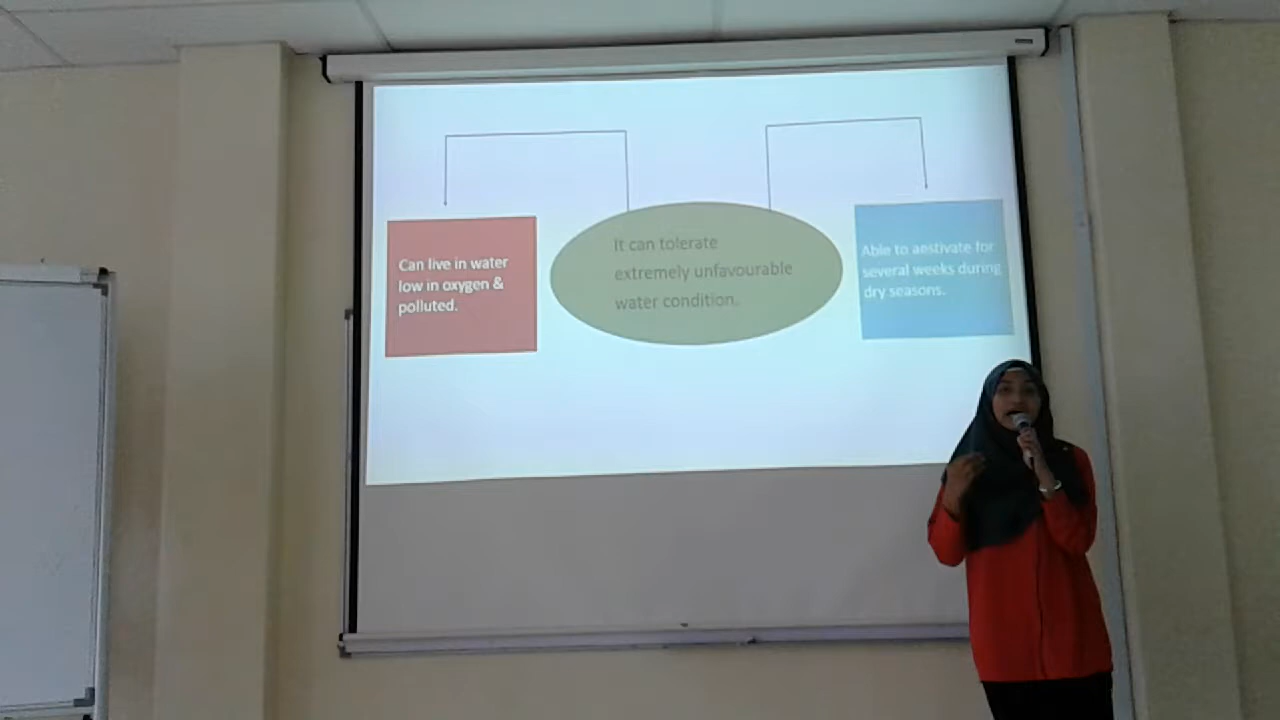 Can live in water
low in oxygen &
polluted.
It can tolerate
extremely unfavourable
water condition.
Able to aestivate for
several weeks during
dry seasons.